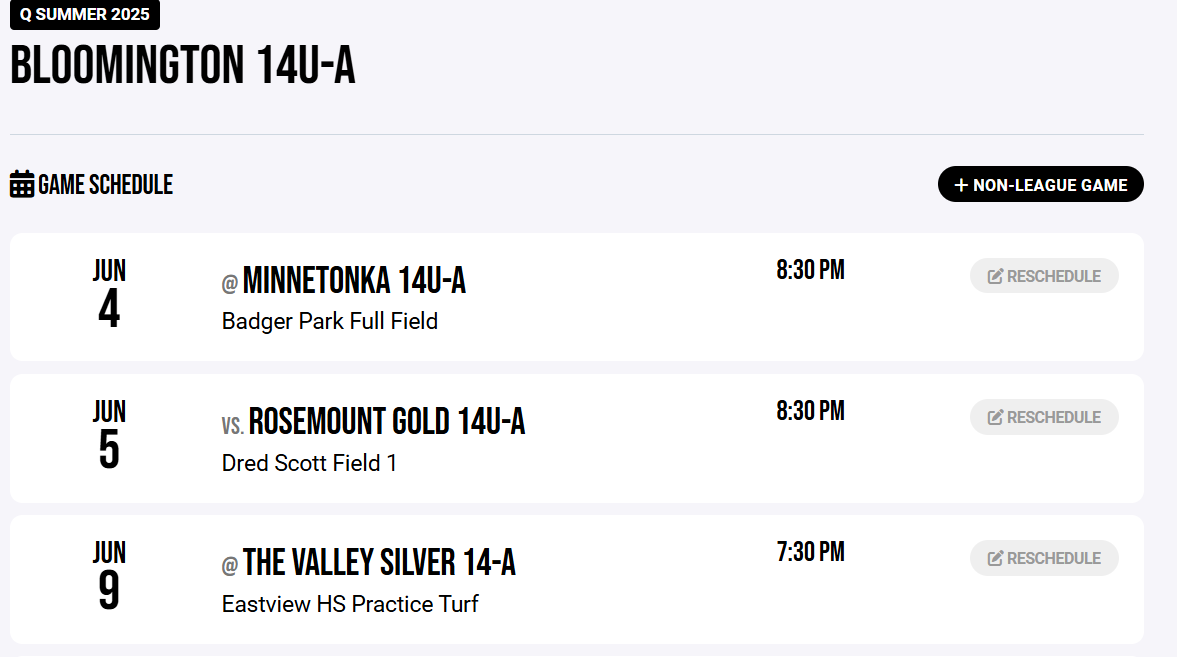 Q SUMMER 2025
BLOOMINGTON 14U-A
GAME SCHEDULE
+ NON-LEAGUE GAME
JUN
4
@ MINNETONKA 14U-A
Badger Park Full Field
8:30 PM
RESCHEDULE
JUN
5
VS. ROSEMOUNT GOLD 14U-A
Dred Scott Field 1
8:30 PM
RESCHEDULE
JUN
9
@ THE VALLEY SILVER 14-A
Eastview HS Practice Turf
7:30 PM
RESCHEDULE